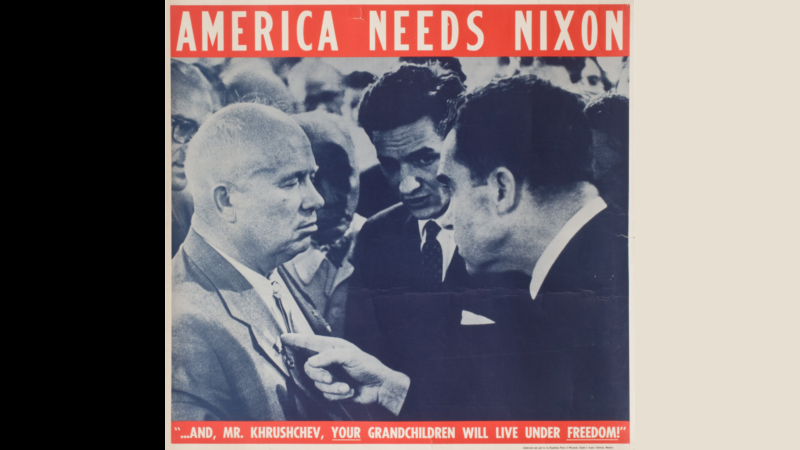 AMERICA NEEDS NIXON
"...AND, MR. KHRUSHCHEV, YOUR GRANDCHILDREN WILL LIVE UNDER FREEDOM!"